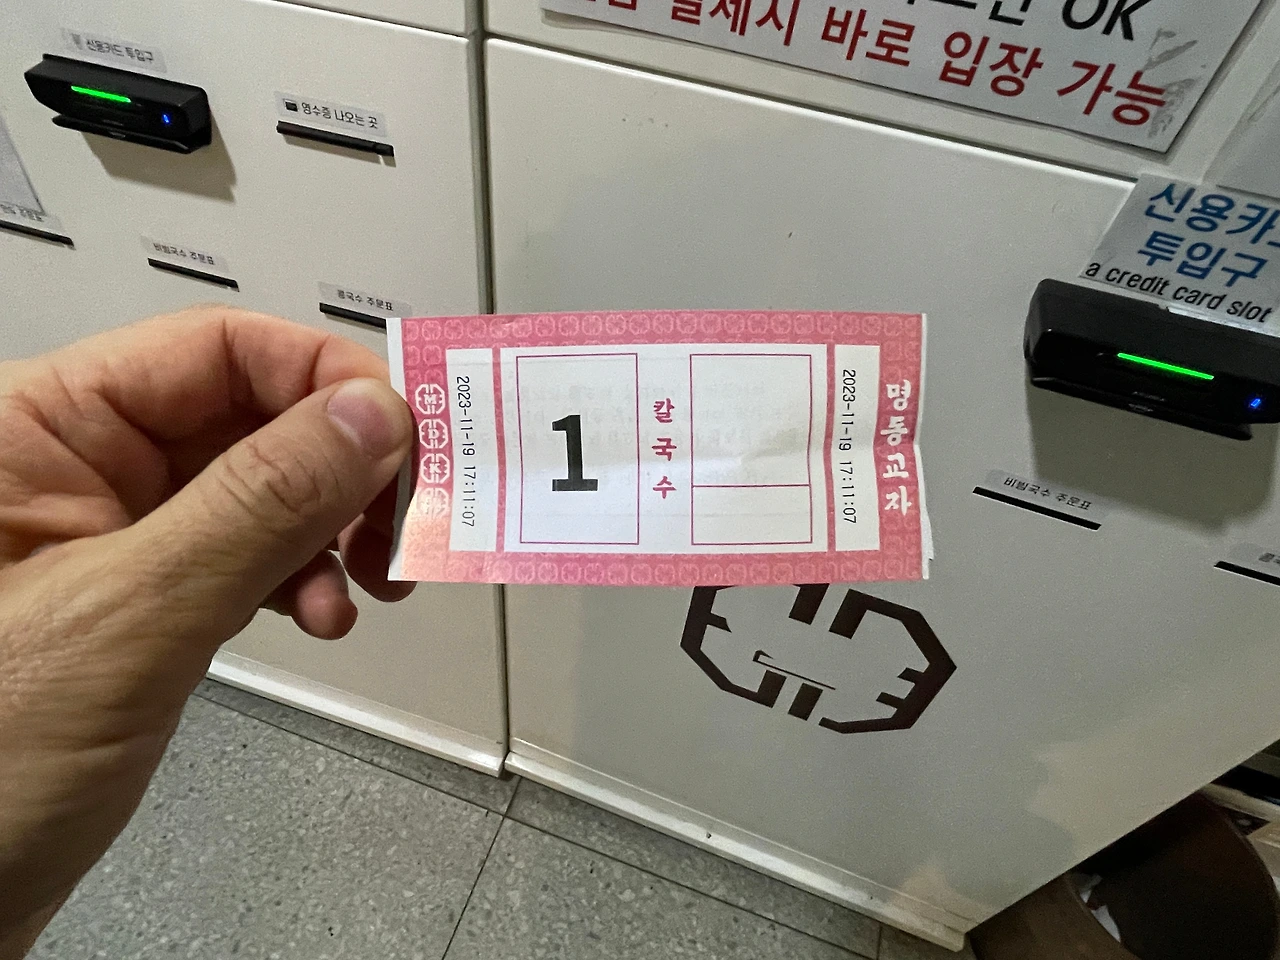 OK
결제시 바로 입장 가능
신용카드 투입구
영수증 나오는 곳
비빔국수 주문표
콩국수 주문표
신용카
투입구
a credit card slot
비빔국수 주문표
M
D
K
2023-11-19 17:11:07
1
칼국수
2023-11-19 17:11:07
명동교자